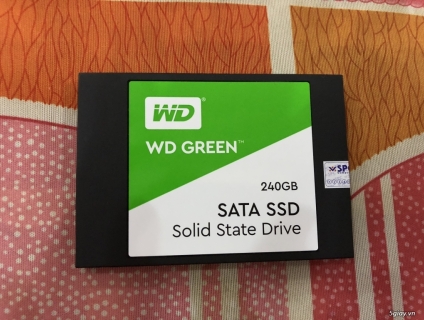 WD®
WD GREEN™
240GB
SATA SSD
Solid State Drive
5giay.vn